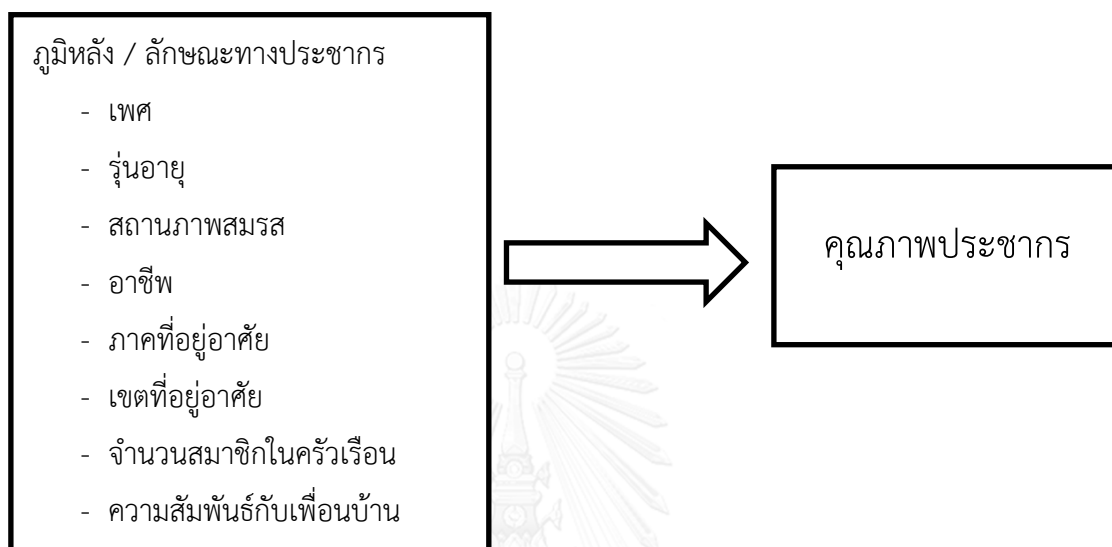 ภูมิหลัง / ลักษณะทางประชากร
- เพศ
- รุ่นอายุ
- สถานภาพสมรส
- อาชีพ
- ภาคที่อยู่อาศัย
- เขตที่อยู่อาศัย
- จำนวนสมาชิกในครัวเรือน
- ความสัมพันธ์กับเพื่อนบ้าน
คุณภาพประชากร